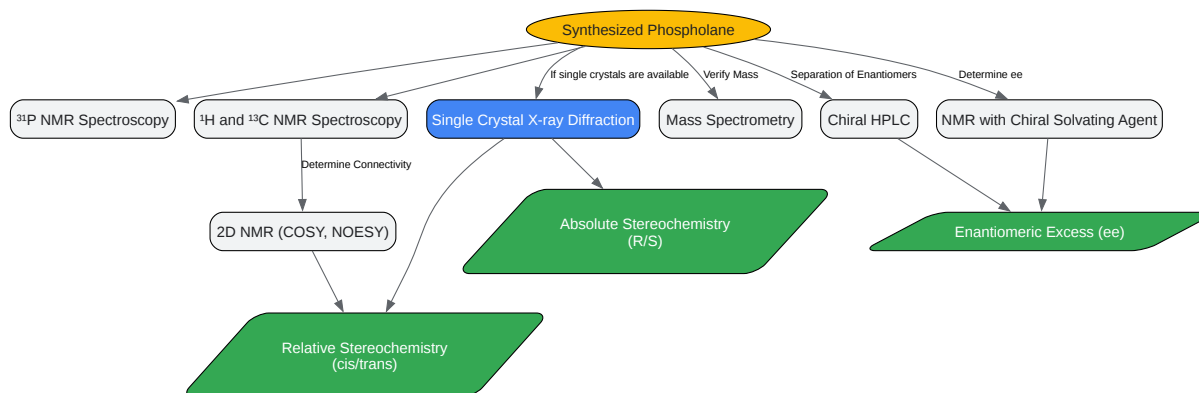 Synthesized Phospholane
If single crystals are available
Verify Mass
Separation of Enantiomers
Determine ee
³¹P NMR Spectroscopy
¹H and ¹³C NMR Spectroscopy
Single Crystal X-ray Diffraction
Mass Spectrometry
Chiral HPLC
NMR with Chiral Solvating Agent
Determine Connectivity
2D NMR (COSY, NOESY)
Absolute Stereochemistry
(R/S)
Enantiomeric Excess (ee)
Relative Stereochemistry
(cis/trans)